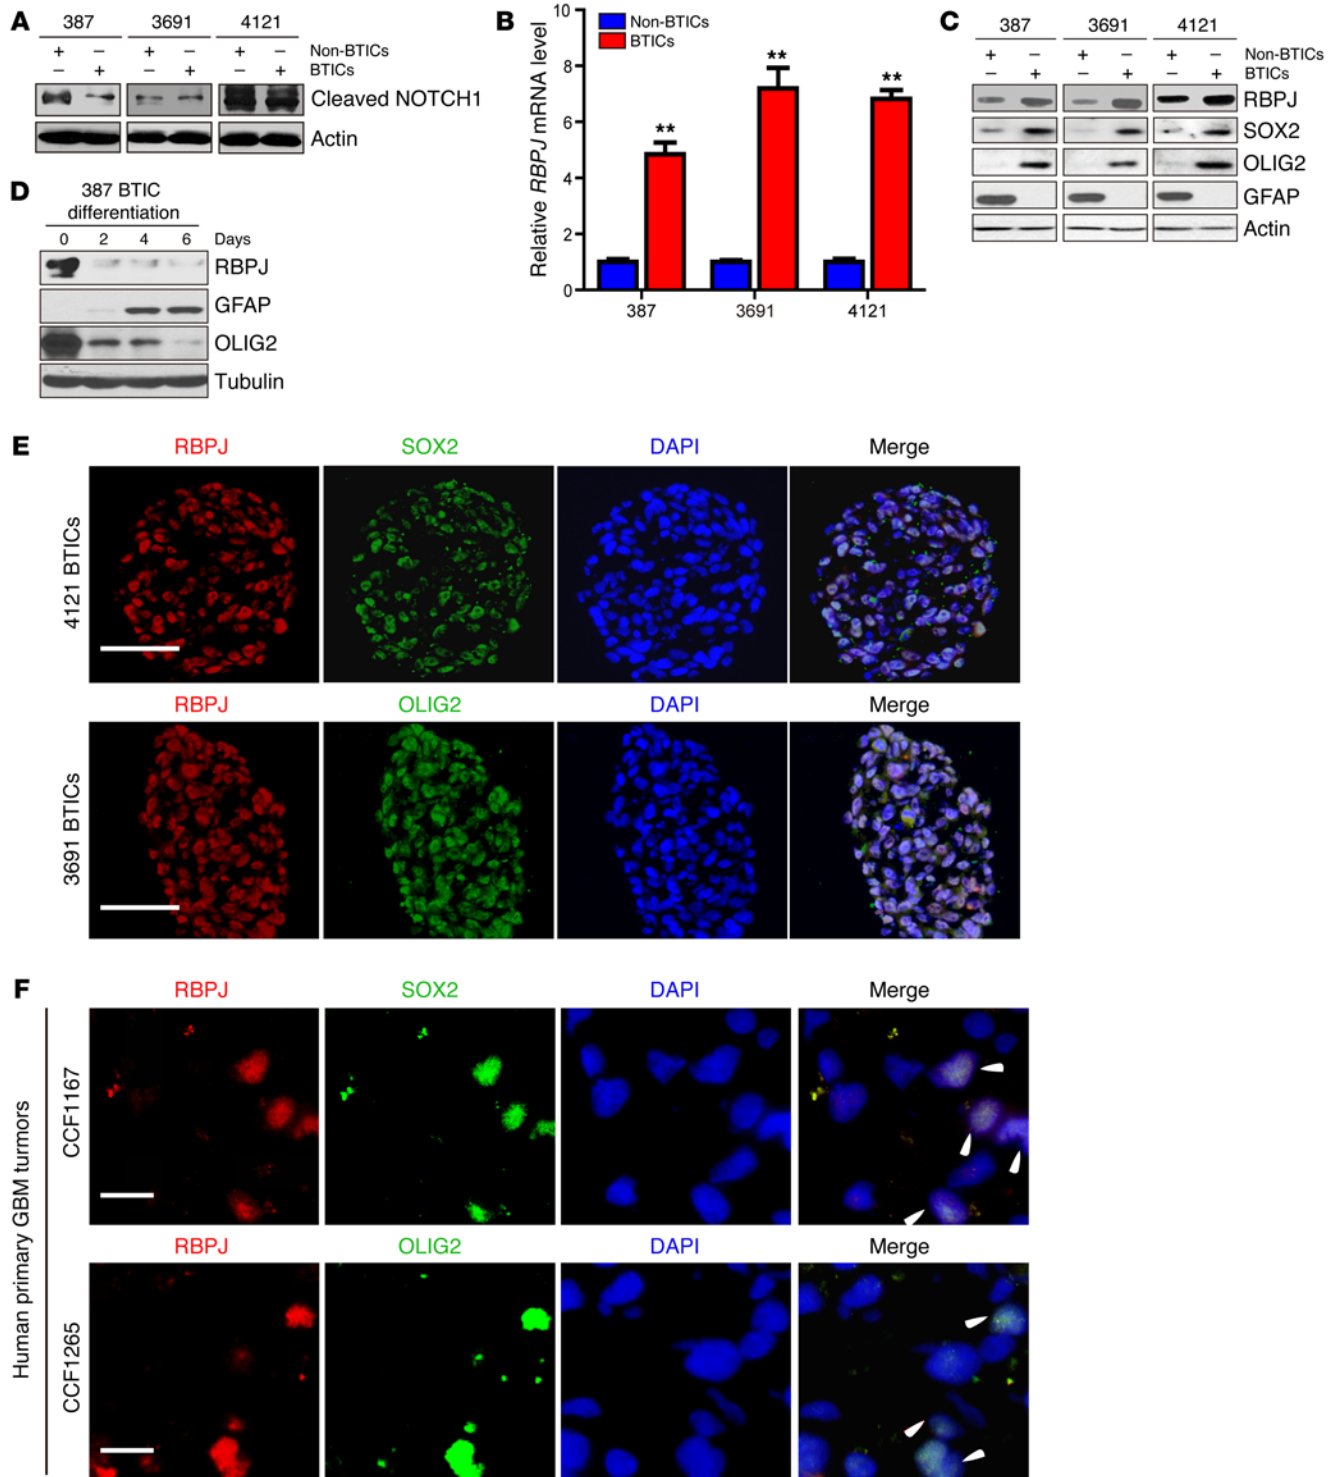 A
387 3691 4121
+ – + – + – Non-BTICs
– + – + – + BTICs
Cleaved NOTCH1
Actin
B
Relative RBPJ mRNA level
10
8
6
4
2
0
Non-BTICs
BTICs
**
**
**
387 3691 4121
C
387 3691 4121
+ – + – + – Non-BTICs
– + – + – + BTICs
RBPJ
SOX2
OLIG2
GFAP
Actin
D
387 BTIC
differentiation
0 2 4 6 Days
RBPJ
GFAP
OLIG2
Tubulin
E
RBPJ SOX2 DAPI Merge
4121 BTICs
RBPJ OLIG2 DAPI Merge
3691 BTICs
F
Human primary GBM turmors
RBPJ SOX2 DAPI Merge
CCF1167
RBPJ OLIG2 DAPI Merge
CCF1265